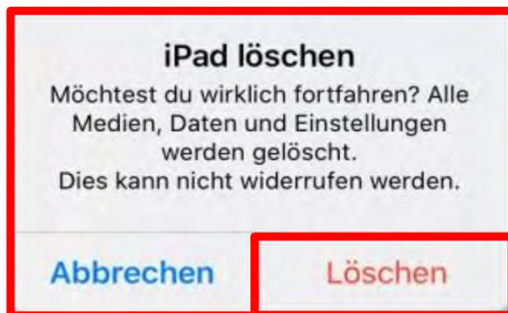 iPad löschen
Möchtest du wirklich fortfahren? Alle
Medien, Daten und Einstellungen
werden gelöscht.
Dies kann nicht widerrufen werden.
Abbrechen
Löschen